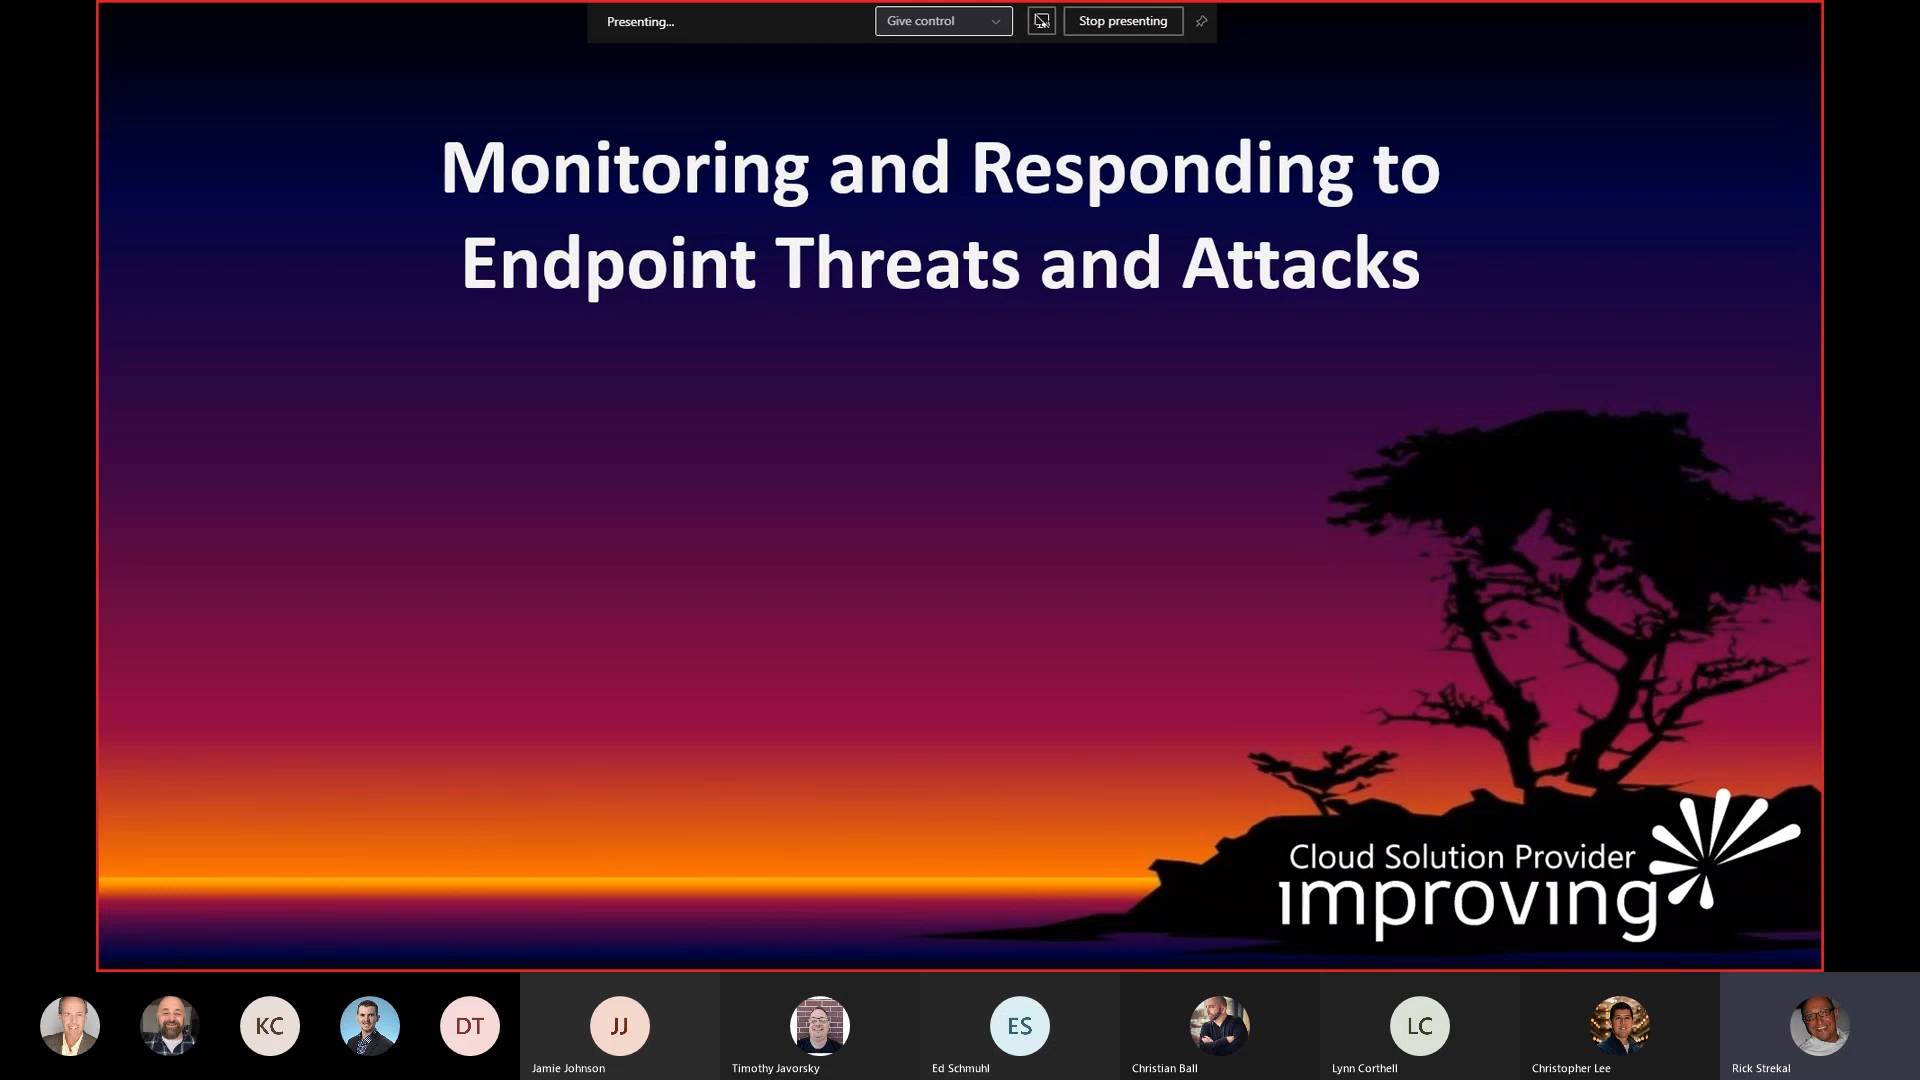 Presenting...
Give control
Stop presenting
Monitoring and Responding to
Endpoint Threats and Attacks
Cloud Solution Provider
improving
KC
DT
JJ
ES
LC
Jamie Johnson
Timothy Javorsky
Ed Schmuhl
Christian Ball
Lynn Corthell
Christopher Lee
Rick Strekal